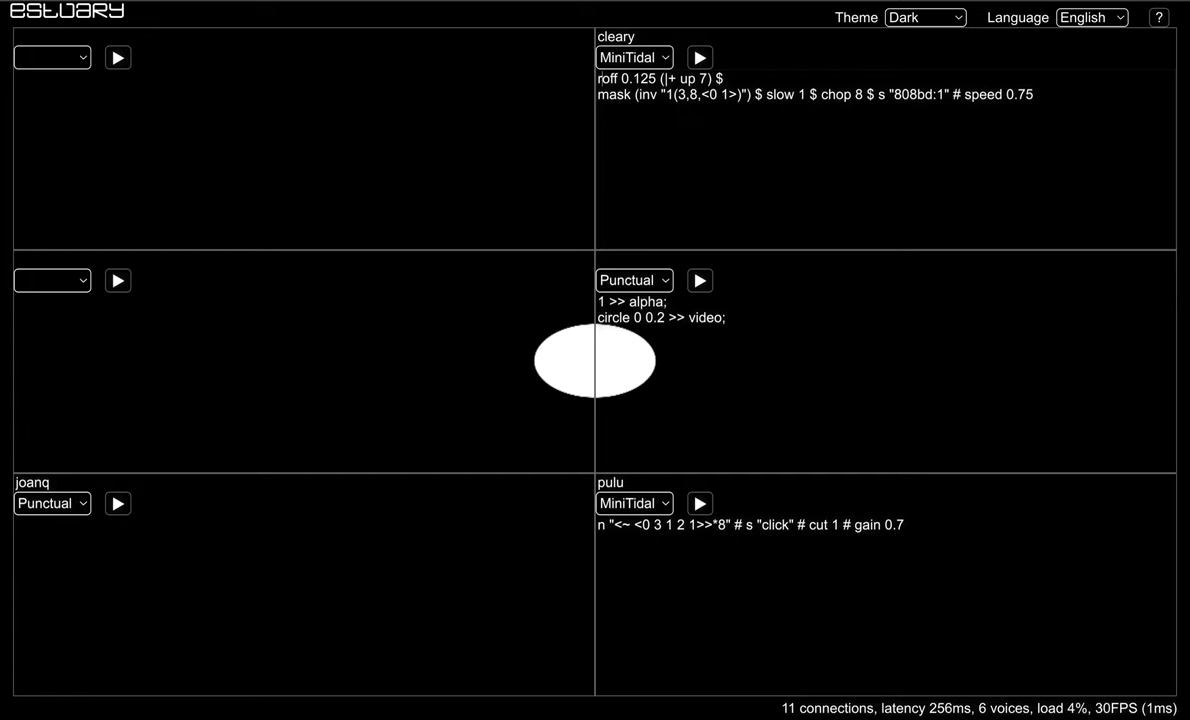 estuary
Theme Dark Language English ?
cleary
MiniTidal
roff 0.125 (|+ up 7) $
mask (inv "1(3,8,<0 1>)") $ slow 1 $ chop 8 $ s "808bd:1" # speed 0.75
Punctual
1 >> alpha;
circle 0 0.2 >> video;
joanq
Punctual
pulu
MiniTidal
n "<~ <0 3 1 2 1>>*8" # s "click" # cut 1 # gain 0.7
11 connections, latency 256ms, 6 voices, load 4%, 30FPS (1ms)